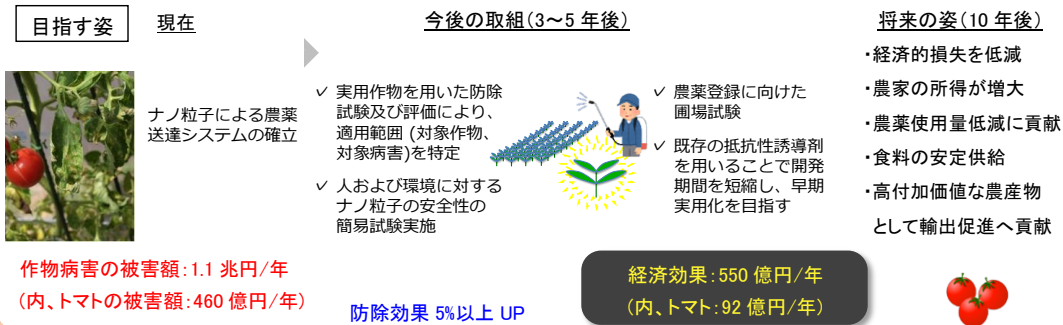 目指す姿
現在
今後の取組(3～5 年後)
将来の姿(10 年後)
ナノ粒子による農薬
送達システムの確立
✓ 実用作物を用いた防除
試験及び評価により、
適用範囲 (対象作物、
対象病害)を特定
✓ 人および環境に対する
ナノ粒子の安全性の
簡易試験実施
✓ 農薬登録に向けた
圃場試験
✓ 既存の抵抗性誘導剤
を用いることで開発
期間を短縮し、早期
実用化を目指す
・経済的損失を低減
・農家の所得が増大
・農薬使用量低減に貢献
・食料の安定供給
・高付加価値な農産物
として輸出促進へ貢献
作物病害の被害額：1.1 兆円/年
(内、トマトの被害額：460 億円/年)
防除効果 5%以上 UP
経済効果：550 億円/年
(内、トマト：92 億円/年)